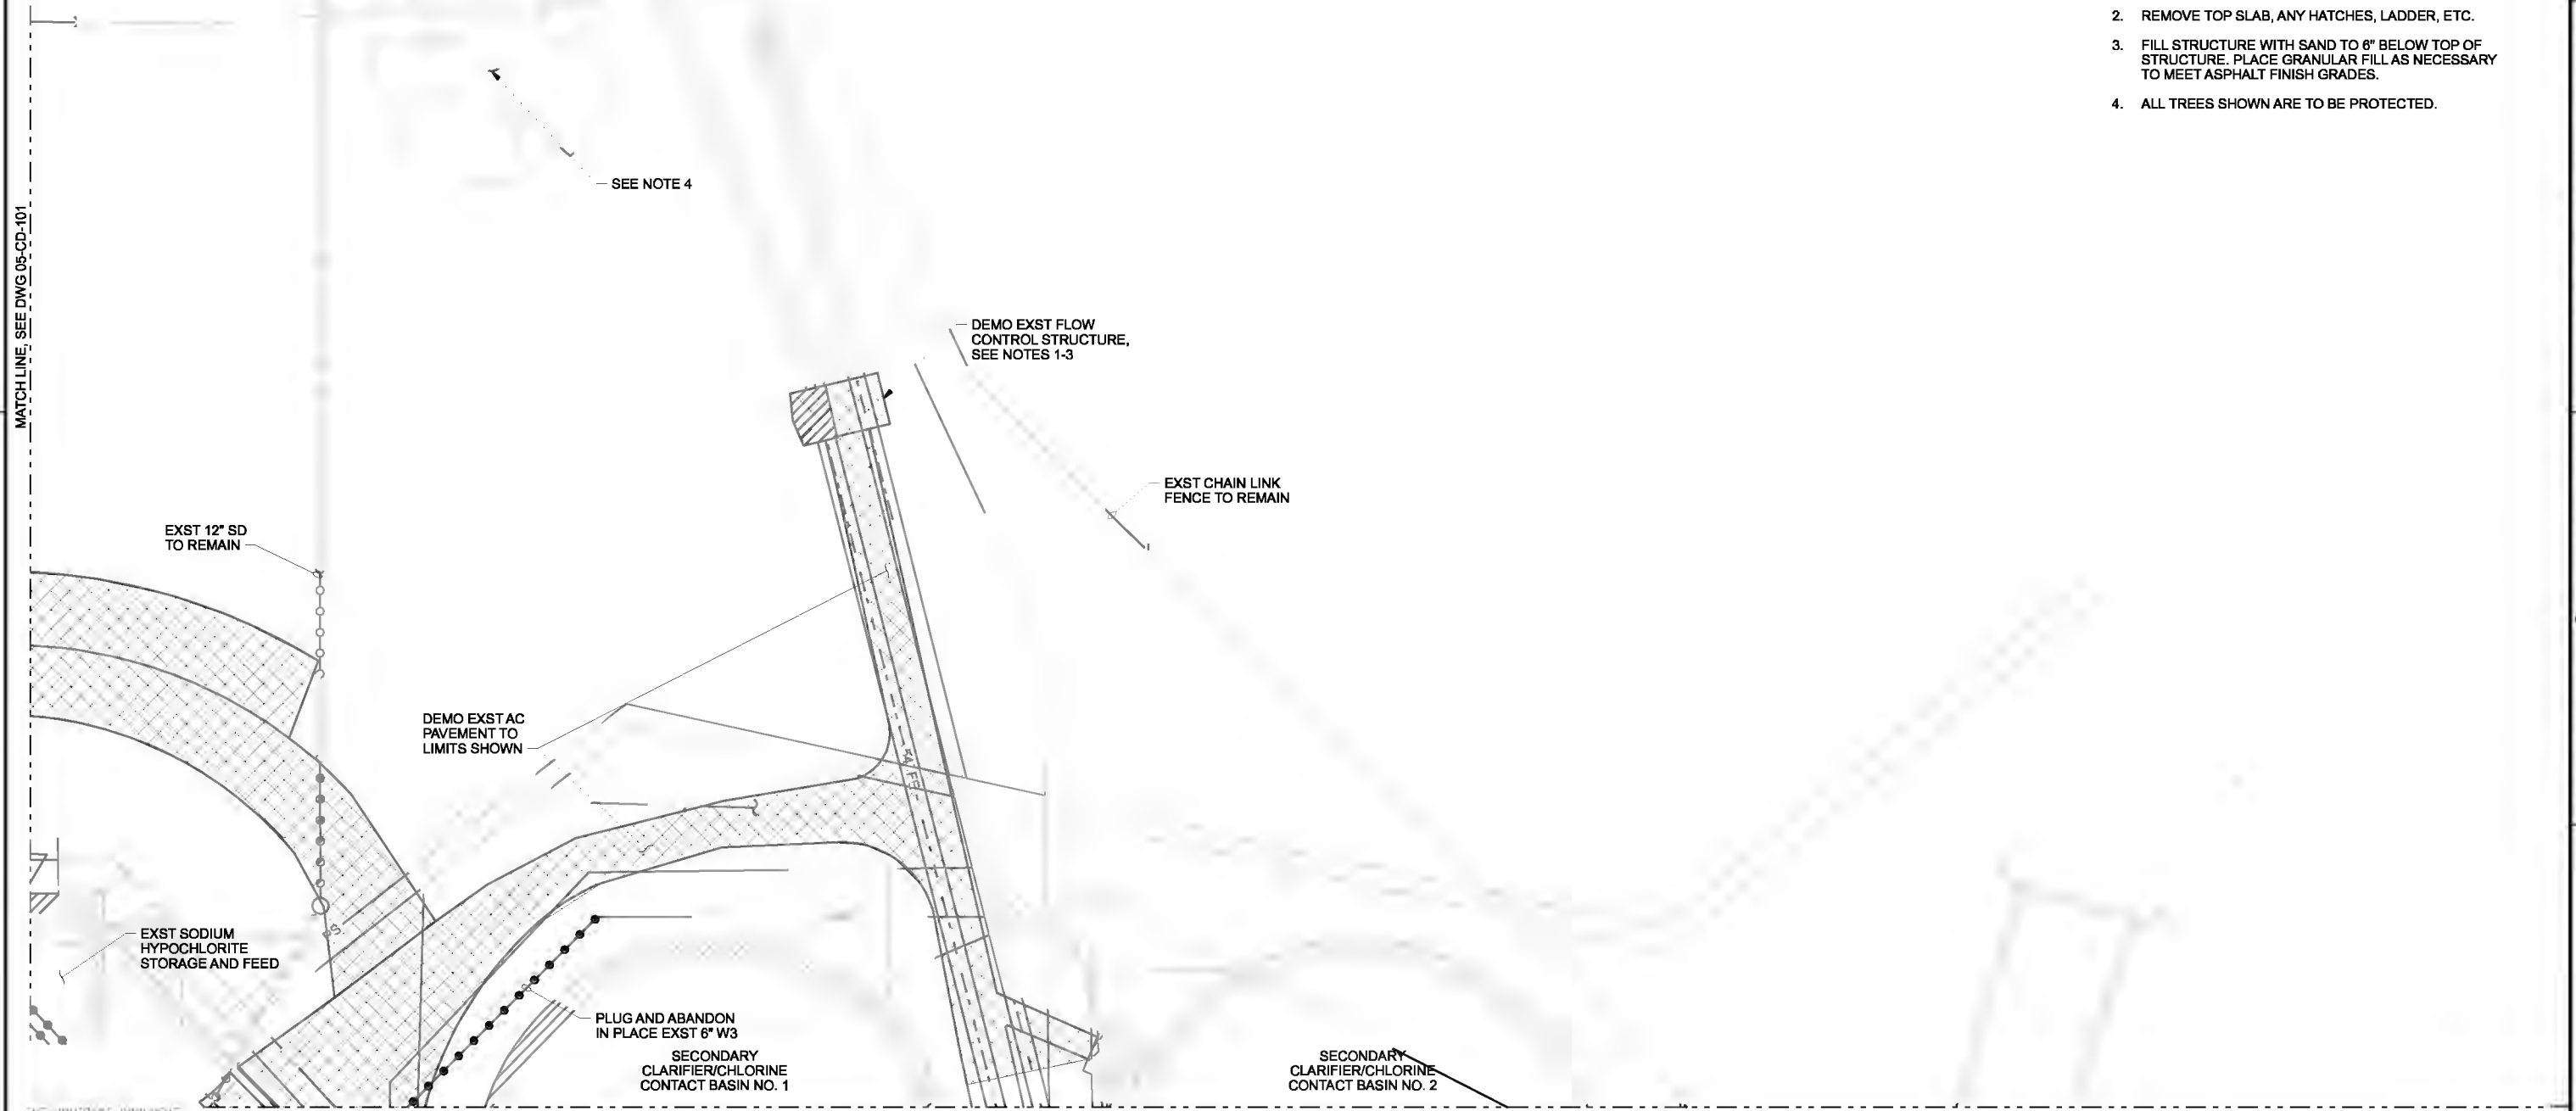 2. REMOVE TOP SLAB, ANY HATCHES, LADDER, ETC.
3. FILL STRUCTURE WITH SAND TO 6" BELOW TOP OF
STRUCTURE. PLACE GRANULAR FILL AS NECESSARY
TO MEET ASPHALT FINISH GRADES.
4. ALL TREES SHOWN ARE TO BE PROTECTED.
SEE NOTE 4
MATCH LINE, SEE DWG 05-CD-101
DEMO EXST FLOW
CONTROL STRUCTURE,
SEE NOTES 1-3
EXST CHAIN LINK
FENCE TO REMAIN
EXST 12" SD
TO REMAIN
DEMO EXST AC
PAVEMENT TO
LIMITS SHOWN
54" FE
EXST SODIUM
HYPOCHLORITE
STORAGE AND FEED
PLUG AND ABANDON
IN PLACE EXST 6" W3
SECONDARY
CLARIFIER/CHLORINE
CONTACT BASIN NO. 1
SECONDARY
CLARIFIER/CHLORINE
CONTACT BASIN NO. 2